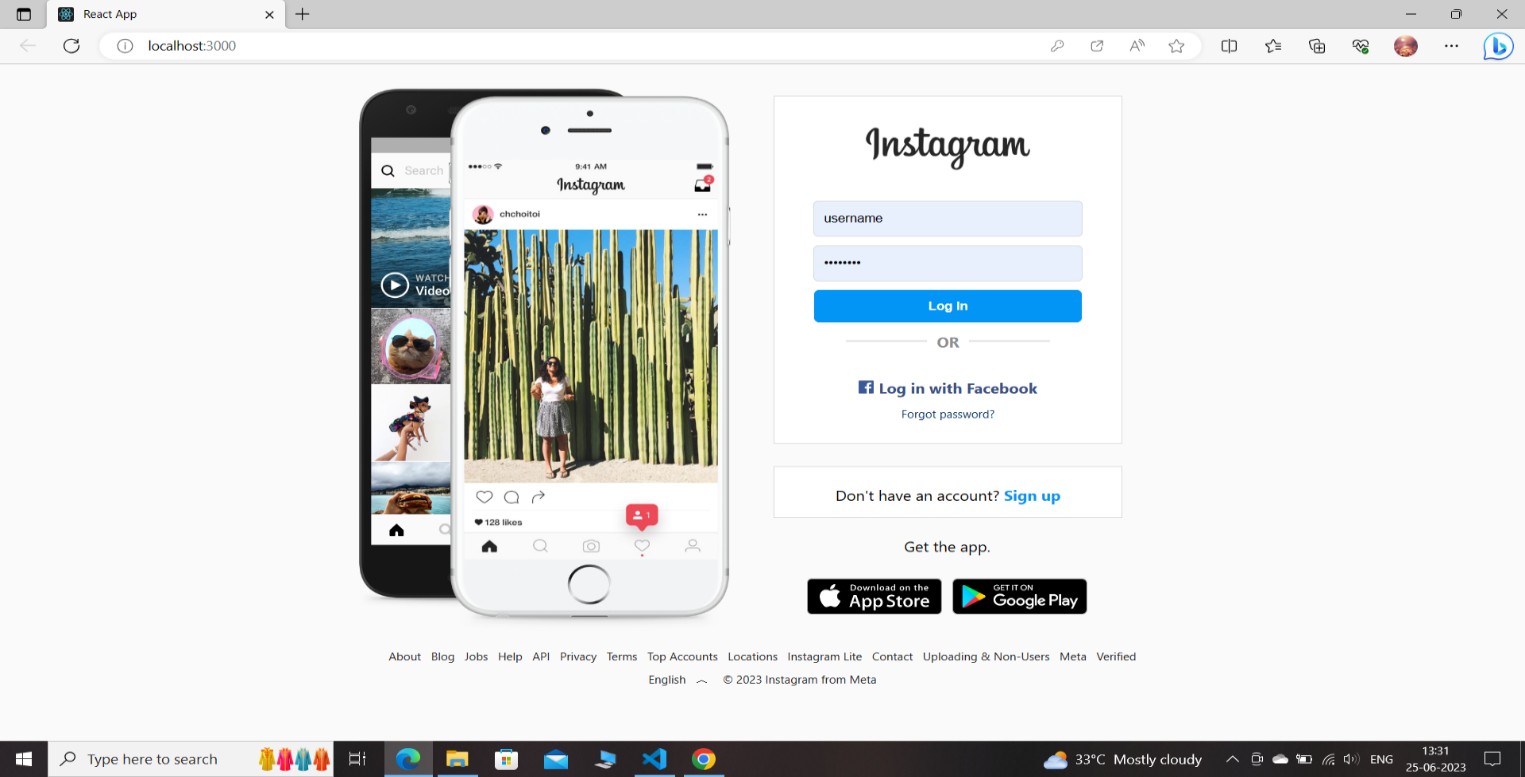 React App
localhost:3000
Search
WATCH
Video
9:41 AM
Instagram
2
chchoitoi
128 likes
1
Instagram
username
••••••••
Log In
OR
Log in with Facebook
Forgot password?
Don't have an account? Sign up
Get the app.
Download on the
App Store
GET IT ON
Google Play
About Blog Jobs Help API Privacy Terms Top Accounts Locations Instagram Lite Contact Uploading & Non-Users Meta Verified
English © 2023 Instagram from Meta
Type here to search
33°C Mostly cloudy
ENG
13:31
25-06-2023